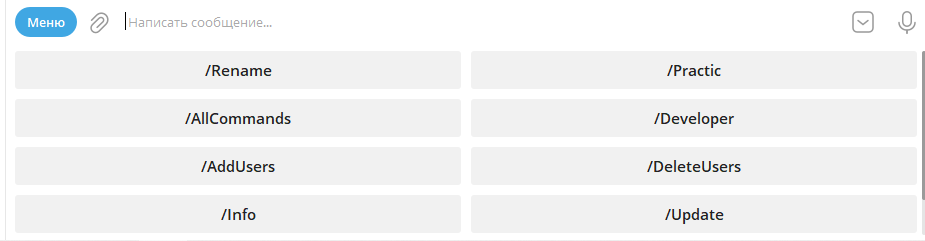 Меню Написать сообщение...
/Rename /Practic
/AllCommands /Developer
/AddUsers /DeleteUsers
/Info /Update